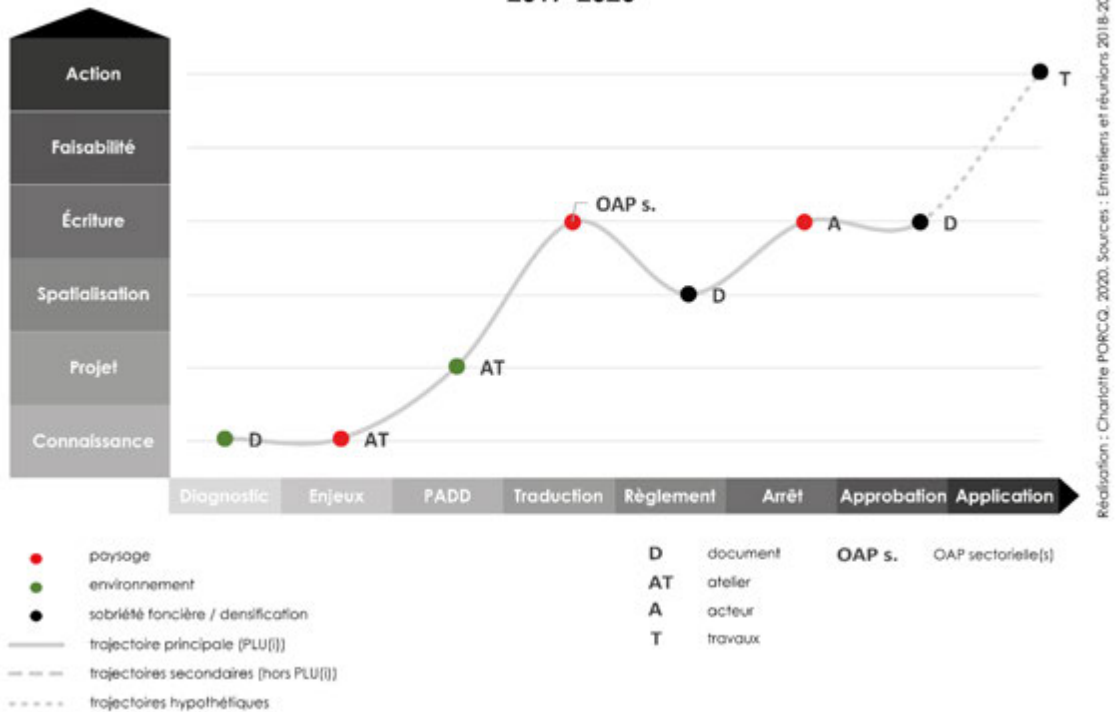 Action
Faisabilité
Écriture
Spatialisation
Projet
Connaissance
OAP s.
T
A
D
D
AT
D
AT
Diagnostic Enjeux PADD Traduction Règlement Arrêt Approbation Application
paysage
environnement
sobriété foncière / densification
trajectoire principale (PLU(i))
trajectoires secondaires (hors PLU(i))
trajectoires hypothétiques
D document
AT atelier
A acteur
T travaux
OAP s. OAP sectorielle(s)
Réalisation : Charlotte PORCQ, 2020. Sources : Entretiens et réunions